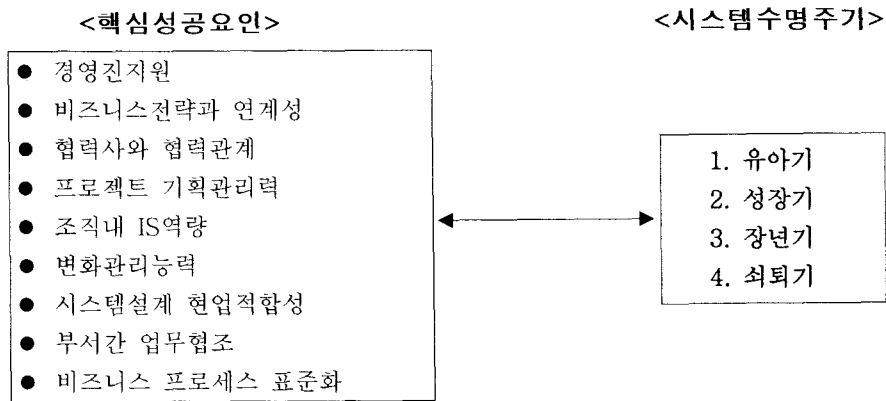 <핵심성공요인>
● 경영진지원
● 비즈니스전략과 연계성
● 협력사와 협력관계
● 프로젝트 기획관리력
● 조직내 IS역량
● 변화관리능력
● 시스템설계 현업적합성
● 부서간 업무협조
● 비즈니스 프로세스 표준화
<시스템수명주기>
1. 유아기
2. 성장기
3. 장년기
4. 쇠퇴기